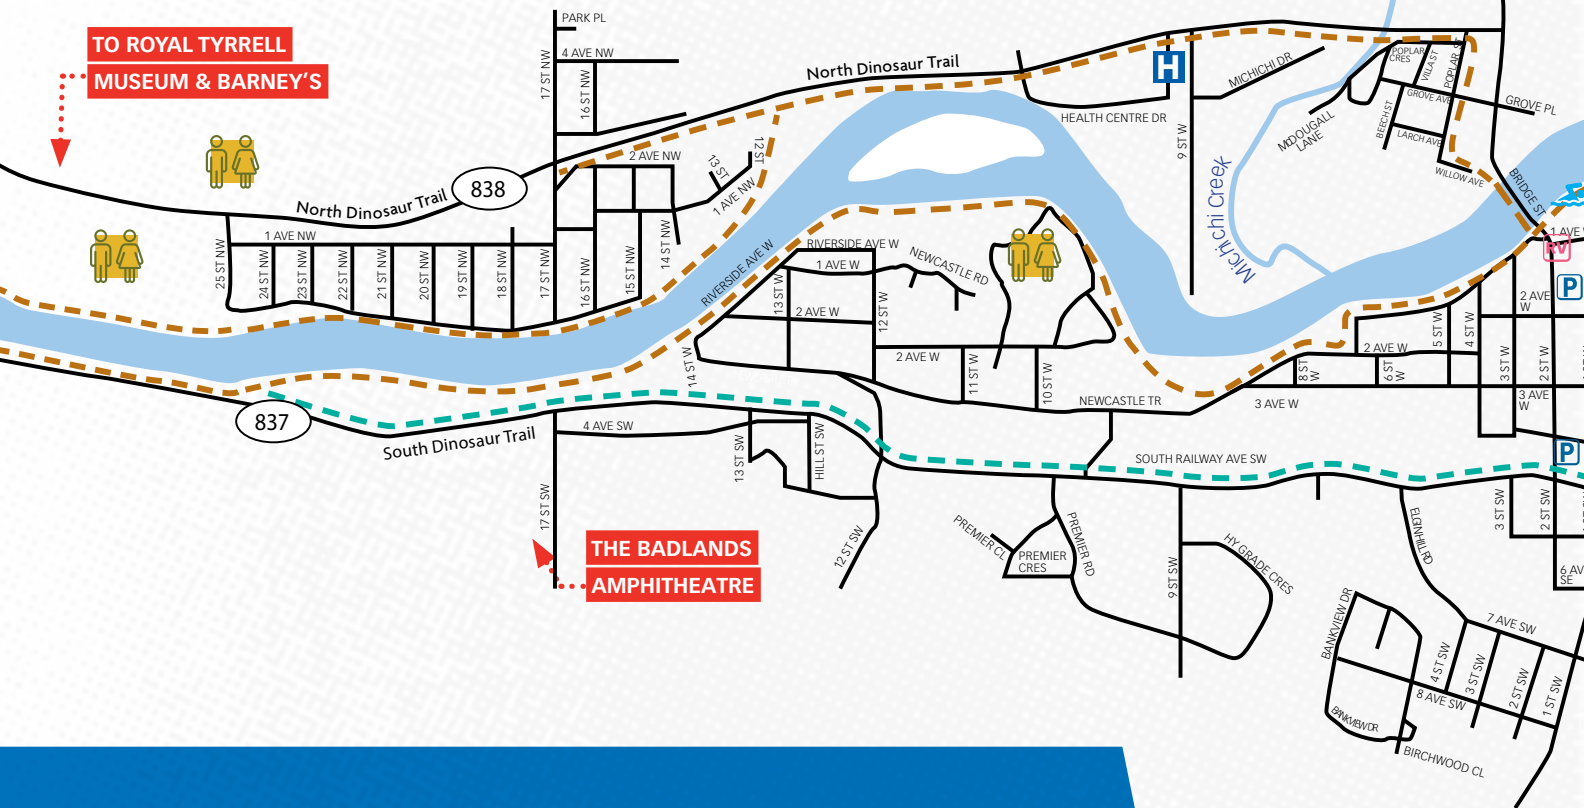 TO ROYAL TYRRELL
MUSEUM & BARNEY'S
PARK PL
4 AVE NW
17 ST NW
16 ST NW
North Dinosaur Trail
H
HEALTH CENTRE DR
9 ST W
MICHICHI DR
MCDOUGALL
LANE
POPLAR
CRES
VILLA ST
POPLAR ST
GROVE AVE
GROVE PL
BEECH ST
LARCH AVE
WILLOW AVE
BRIDGE ST
Michichi Creek
North Dinosaur Trail
838
2 AVE NW
13 ST
12 ST
1 AVE NW
1 AVE NW
25 ST NW
24 ST NW
23 ST NW
22 ST NW
21 ST NW
20 ST NW
19 ST NW
18 ST NW
17 ST NW
16 ST NW
15 ST NW
14 ST NW
RIVERSIDE AVE W
RIVERSIDE AVE W
1 AVE W
NEWCASTLE RD
13 ST W
2 AVE W
12 ST W
2 AVE W
14 ST W
11 ST W
10 ST W
NEWCASTLE TR
3 AVE W
8 ST
W
2 AVE W
6 ST
W
5 ST W
4 ST W
3 ST W
2 ST W
1 AVE W
RV
P
2 AVE
W
3 AVE
W
P
837
South Dinosaur Trail
4 AVE SW
13 ST SW
HILL ST SW
17 ST SW
12 ST SW
SOUTH RAILWAY AVE SW
THE BADLANDS
AMPHITHEATRE
PREMIER CL
PREMIER
CRES
PREMIER RD
9 ST SW
HY GRADE CRES
ELGIN HILL RD
3 ST SW
2 ST SW
6 AV
SE
BANKVIEW DR
7 AVE SW
4 ST SW
3 ST SW
2 ST SW
1 ST SW
8 AVE SW
BANKVIEW DR
BIRCHWOOD CL